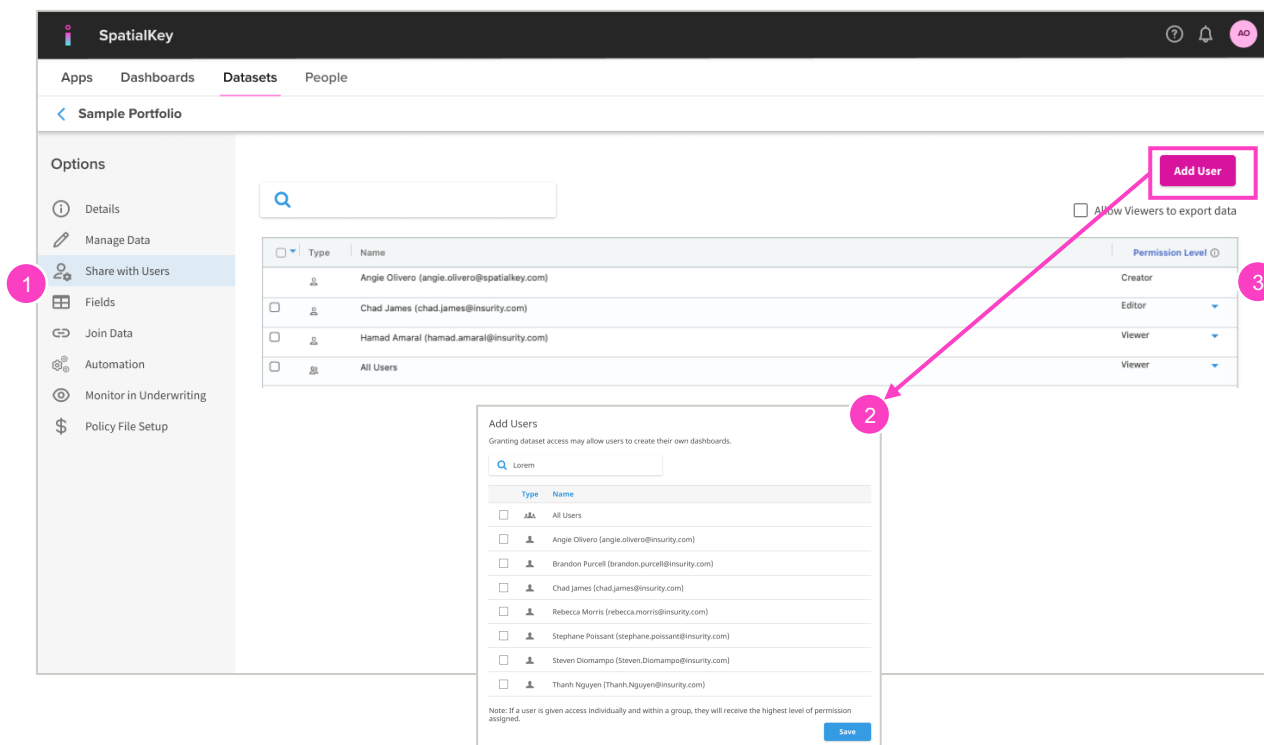 SpatialKey
AO
Apps Dashboards Datasets People
Sample Portfolio
Options
Add User
Details
Allow Viewers to export data
Manage Data
Type Name Permission Level
1
Share with Users
Angie Olivero (angie.olivero@spatialkey.com) Creator
3
Fields
Chad James (chad.james@insurity.com) Editor
Join Data
Hamad Amaral (hamad.amaral@insurity.com) Viewer
Automation
All Users Viewer
Monitor in Underwriting
Policy File Setup
2
Add Users
Granting dataset access may allow users to create their own dashboards.
Lorem
Type Name
All Users
Angie Olivero (angie.olivero@insurity.com)
Brandon Purcell (brandon.purcell@insurity.com)
Chad James (chad.james@insurity.com)
Rebecca Morris (rebecca.morris@insurity.com)
Stephane Poissant (stephane.poissant@insurity.com)
Steven Diomampo (Steven.Diomampo@insurity.com)
Thanh Nguyen (Thanh.Nguyen@insurity.com)
Note: If a user is given access individually and within a group, they will receive the highest level of permission
assigned.
Save